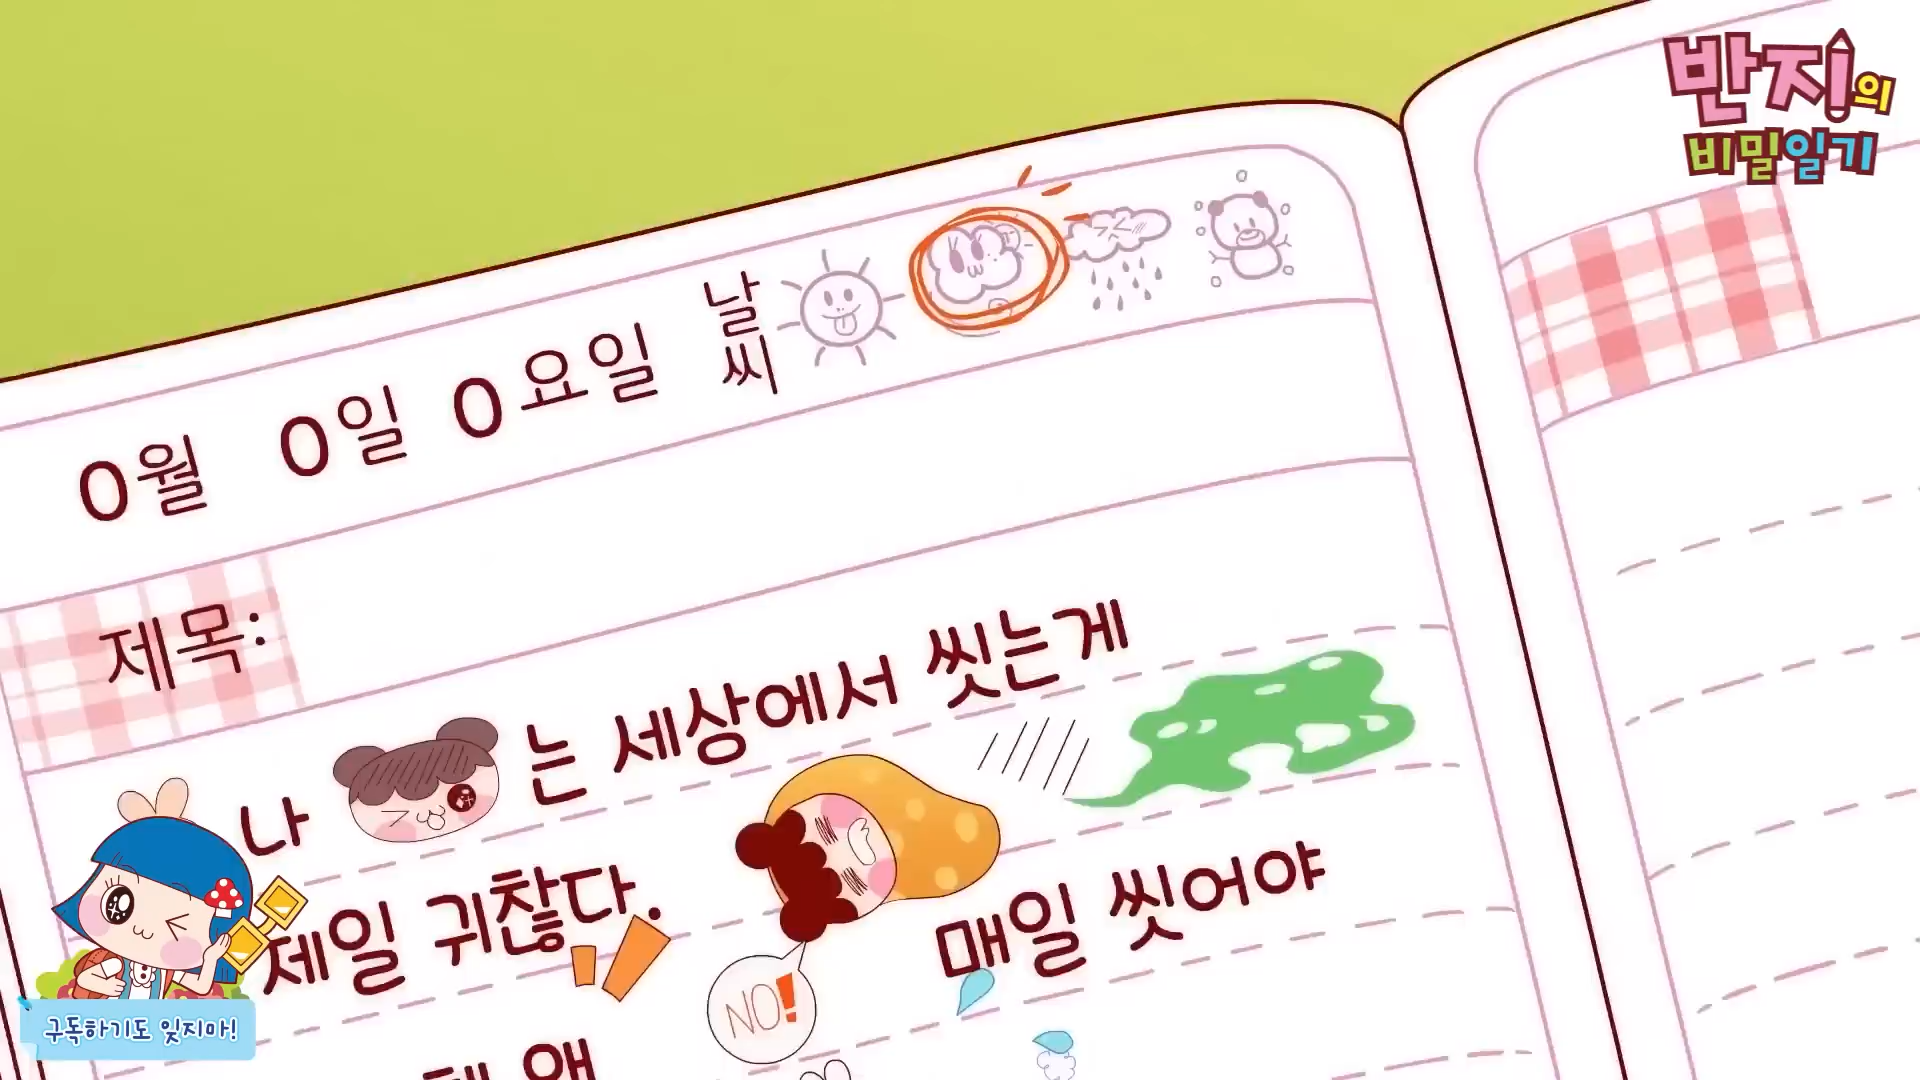 반지의
비밀일기
0월 0일 0요일 날씨
제목:
나 는 세상에서 씻는게
제일 귀찮다. 매일 씻어야
NO!
구독하기도 잊지마!